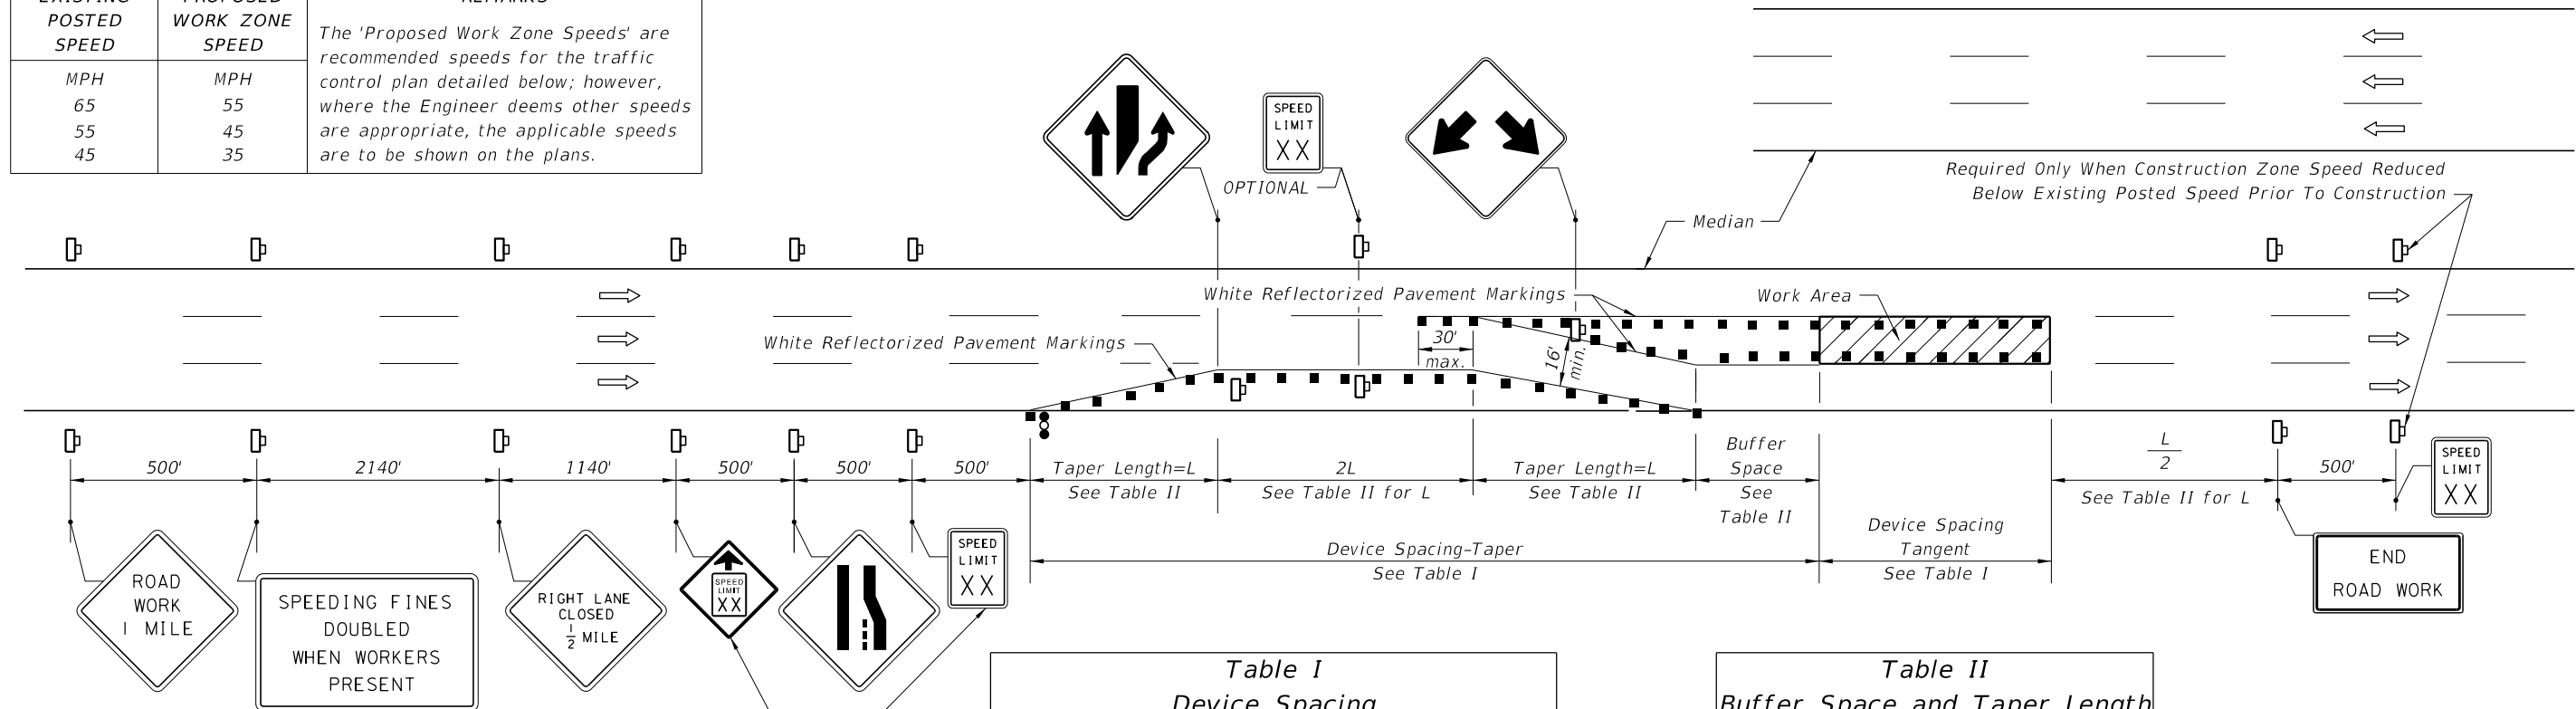 EXISTING
POSTED
SPEED
PROPOSED
WORK ZONE
SPEED
REMARKS
MPH
65
55
45
MPH
55
45
35
The 'Proposed Work Zone Speeds' are
recommended speeds for the traffic
control plan detailed below; however,
where the Engineer deems other speeds
are appropriate, the applicable speeds
are to be shown on the plans.
SPEED
LIMIT
XX
OPTIONAL
Required Only When Construction Zone Speed Reduced
Below Existing Posted Speed Prior To Construction
Median
White Reflectorized Pavement Markings
Work Area
White Reflectorized Pavement Markings
30'
max.
16'
min.
500'
2140'
1140'
500'
500'
500'
Taper Length=L
See Table II
2L
See Table II for L
Taper Length=L
See Table II
Buffer
Space
See
Table II
L
2
See Table II for L
500'
SPEED
LIMIT
XX
Device Spacing-Taper
See Table I
Device Spacing
Tangent
See Table I
ROAD
WORK
1 MILE
SPEEDING FINES
DOUBLED
WHEN WORKERS
PRESENT
RIGHT LANE
CLOSED
1/2 MILE
SPEED
LIMIT
XX
SPEED
LIMIT
XX
END
ROAD WORK
Table I
Device Spacing
Table II
Buffer Space and Taper Length